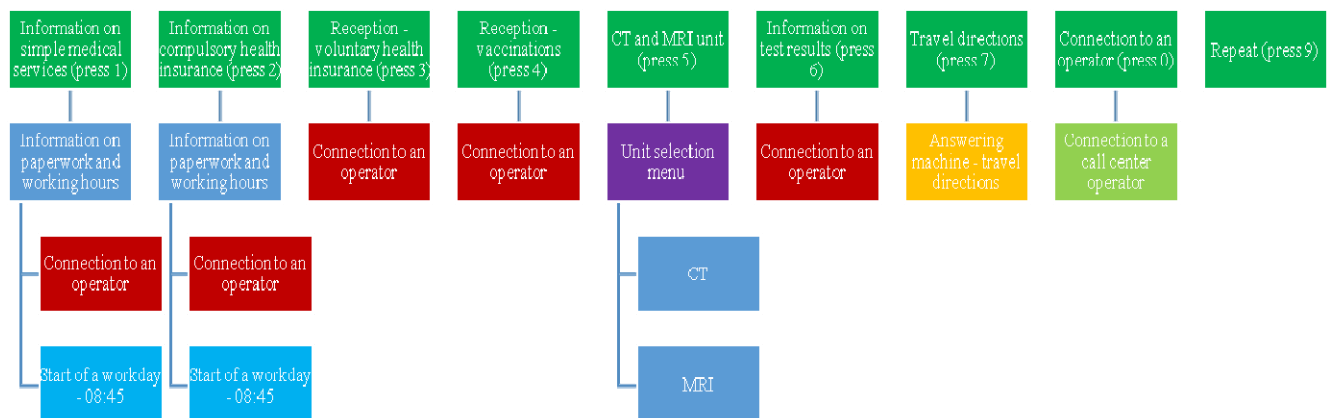 Information on
simple medical
services (press 1)
Information on
compulsory health
insurance (press 2)
Reception -
voluntary health
insurance (press 3)
Reception -
vaccinations (press
4)
CT and MRI unit
(press 5)
Information on
test results (press
6)
Travel directions
(press 7)
Connection to an
operator (press 0)
Repeat (press 9)
Information on
paperwork and
working hours
Information on
paperwork and
working hours
Connection to an
operator
Connection to an
operator
Unit selection
menu
Connection to an
operator
Answering
machine - travel
directions
Connection to a
call center
operator
Connection to an
operator
Connection to an
operator
CT
Start of a workday
- 08:45
Start of a workday
- 08:45
MRI